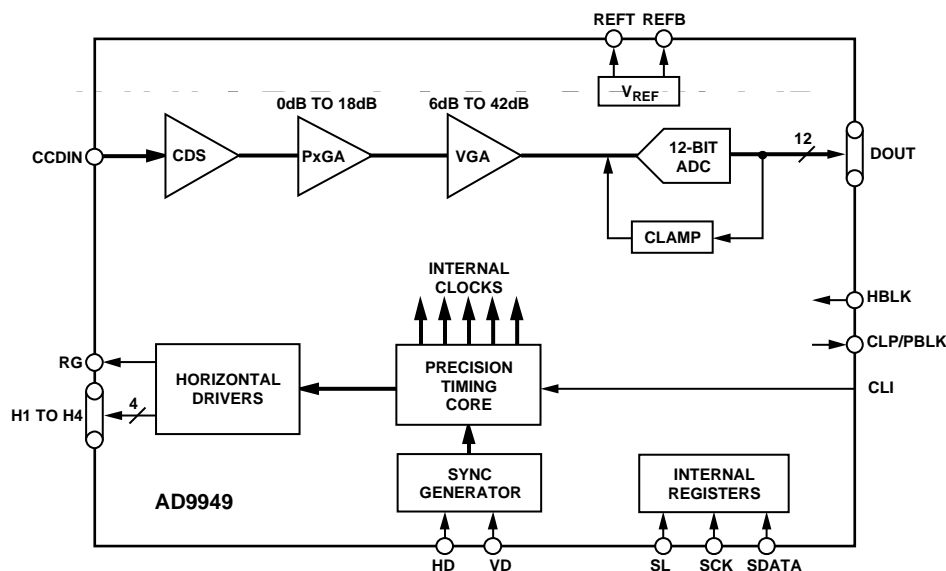 REFT REFB
V_REF
0dB TO 18dB
6dB TO 42dB
CCDIN
CDS
PxGA
VGA
12-BIT
ADC
12
DOUT
CLAMP
INTERNAL
CLOCKS
HBLK
CLP/PBLK
RG
HORIZONTAL
DRIVERS
PRECISION
TIMING
CORE
CLI
H1 TO H4
4
SYNC
GENERATOR
INTERNAL
REGISTERS
AD9949
HD VD SL SCK SDATA